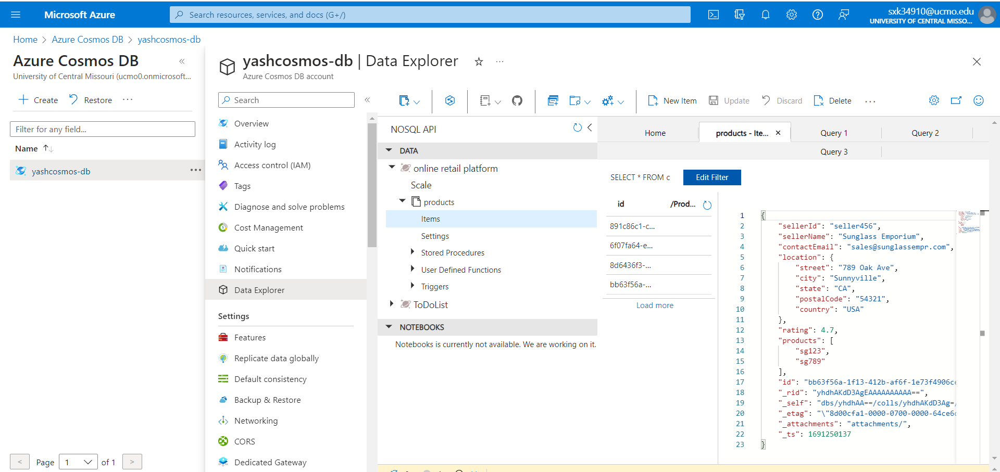 Microsoft Azure
Search resources, services, and docs (G+/)
sxk34910@ucmo.edu
UNIVERSITY OF CENTRAL MISSO...
Home > Azure Cosmos DB > yashcosmos-db
Azure Cosmos DB
University of Central Missouri (ucmo0.onmicrosoft...
Create
Restore
Filter for any field...
Name
yashcosmos-db
< Page 1 of 1 >
yashcosmos-db | Data Explorer
Azure Cosmos DB account
Search
Overview
Activity log
Access control (IAM)
Tags
Diagnose and solve problems
Cost Management
Quick start
Notifications
Data Explorer
Settings
Features
Replicate data globally
Default consistency
Backup & Restore
Networking
CORS
Dedicated Gateway
New Item
Update
Discard
Delete
NOSQL API
DATA
online retail platform
Scale
products
Items
Settings
Stored Procedures
User Defined Functions
Triggers
ToDoList
NOTEBOOKS
Notebooks is currently not available. We are working on it.
Home
products - Ite...
Query 1
Query 2
Query 3
SELECT * FROM c
Edit Filter
id /Prod...
891c86c1-c...
6f07fa64-e...
8d6436f3-...
bb63f56a-...
Load more
1 {
2 "sellerId": "seller456",
3 "sellerName": "Sunglass Emporium",
4 "contactEmail": "sales@sunglassempr.com",
5 "location": {
6 "street": "789 Oak Ave",
7 "city": "Sunnyville",
8 "state": "CA",
9 "postalCode": "54321",
10 "country": "USA"
11 },
12 "rating": 4.7,
13 "products": [
14 "sg123",
15 "sg789"
16 ],
17 "id": "bb63f56a-1f13-412b-af6f-1e73f4906ce
18 "_rid": "yhdhAKdD3AgEAAAAAAAAAA==",
19 "_self": "dbs/yhdhAA==/colls/yhdhAKdD3Ag=/
20 "_etag": "\"8d00cfa1-0000-0700-0000-64ce6d
21 "_attachments": "attachments/",
22 "_ts": 1691250137
23 }